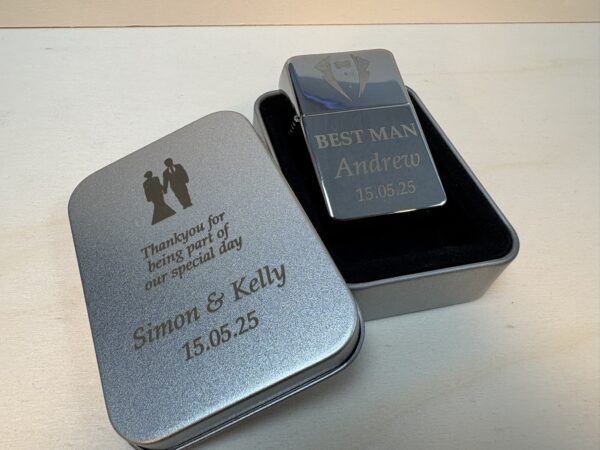 Thankyou for
being part of
our special day
Simon & Kelly
15.05.25
BEST MAN
Andrew
15.05.25